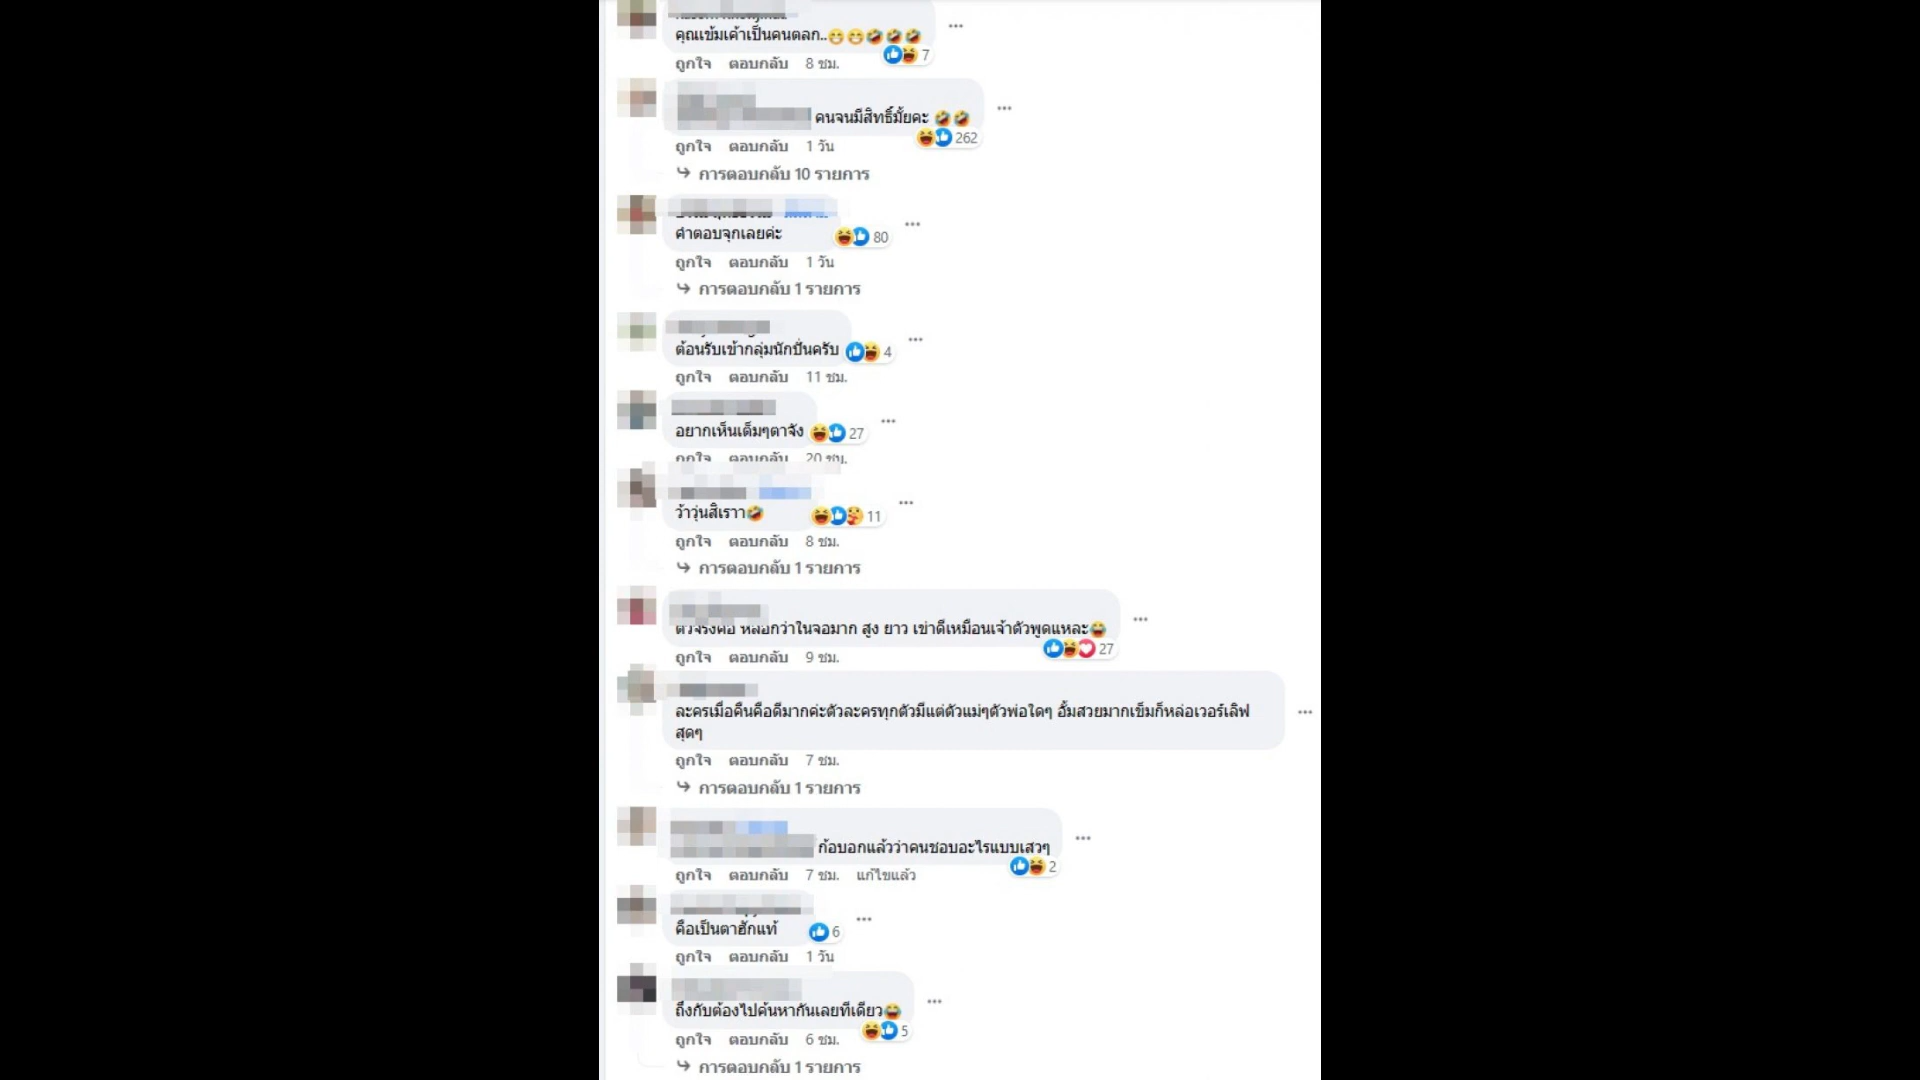 คุณเข้มเค้าเป็นคนตลก..😁😁🤣🤣🤣
7
ถูกใจ ตอบกลับ 8 ชม.
คนจนมีสิทธิ์มั้ยคะ 🤣🤣
262
ถูกใจ ตอบกลับ 1 วัน
การตอบกลับ 10 รายการ
คำตอบจุกเลยค่ะ
80
ถูกใจ ตอบกลับ 1 วัน
การตอบกลับ 1 รายการ
ต้อนรับเข้ากลุ่มนักปั่นครับ
4
ถูกใจ ตอบกลับ 11 ชม.
อยากเห็นเต็มๆตาจัง
27
ถูกใจ ตอบกลับ 20 ชม.
ว้าวุ่นสิเราา🤣
11
ถูกใจ ตอบกลับ 8 ชม.
การตอบกลับ 1 รายการ
ตัวจริงคือ หล่อกว่าในจอมาก สูง ยาว เข่าดีเหมือนเจ้าตัวพูดแหละ😂
27
ถูกใจ ตอบกลับ 9 ชม.
ละครเมื่อคืนคือดีมากค่ะตัวละครทุกตัวมีแต่ตัวแม่ๆตัวพ่อใดๆ อั้มสวยมากเข็มก็หล่อเวอร์เลิฟ
สุดๆ
ถูกใจ ตอบกลับ 7 ชม.
การตอบกลับ 1 รายการ
ก้อบอกแล้วว่าคนชอบอะไรแบบเสวๆ
2
ถูกใจ ตอบกลับ 7 ชม. แก้ไขแล้ว
คือเป็นตาฮักแท้
6
ถูกใจ ตอบกลับ 1 วัน
ถึงกับต้องไปค้นหากันเลยทีเดียว😂
5
ถูกใจ ตอบกลับ 6 ชม.
การตอบกลับ 1 รายการ